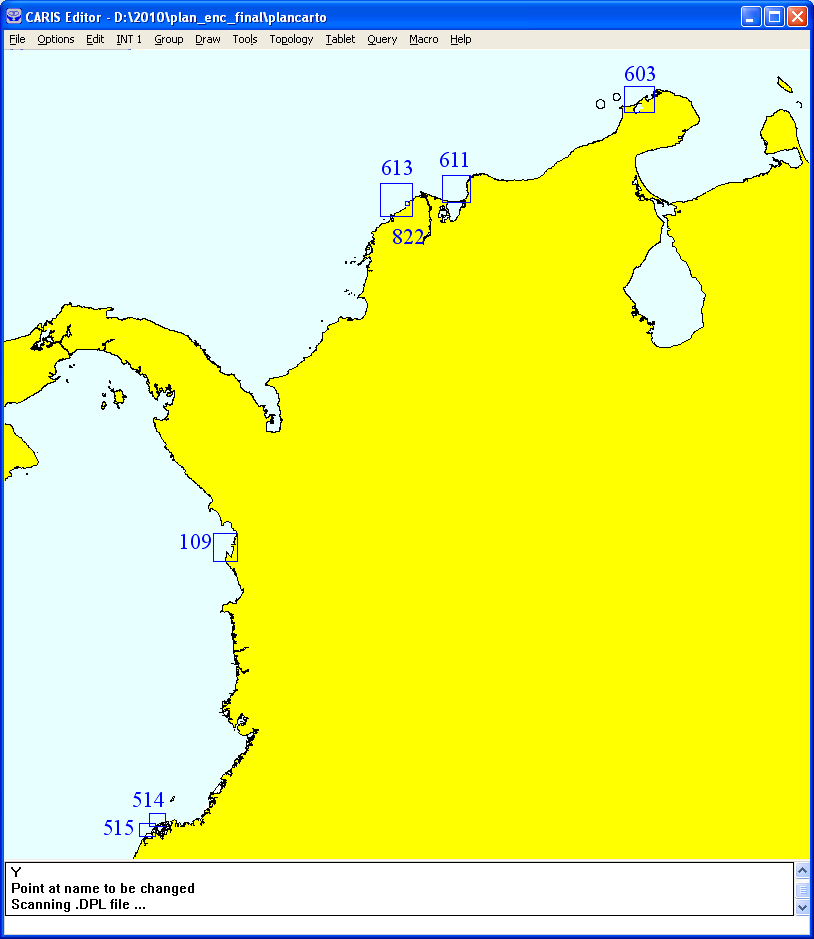 CARIS Editor - D:\2010\plan_enc_final\plancarto
File Options Edit INT 1 Group Draw Tools Topology Tablet Query Macro Help
603
611
613
822
109
514
515
Y
Point at name to be changed
Scanning .DPL file ...